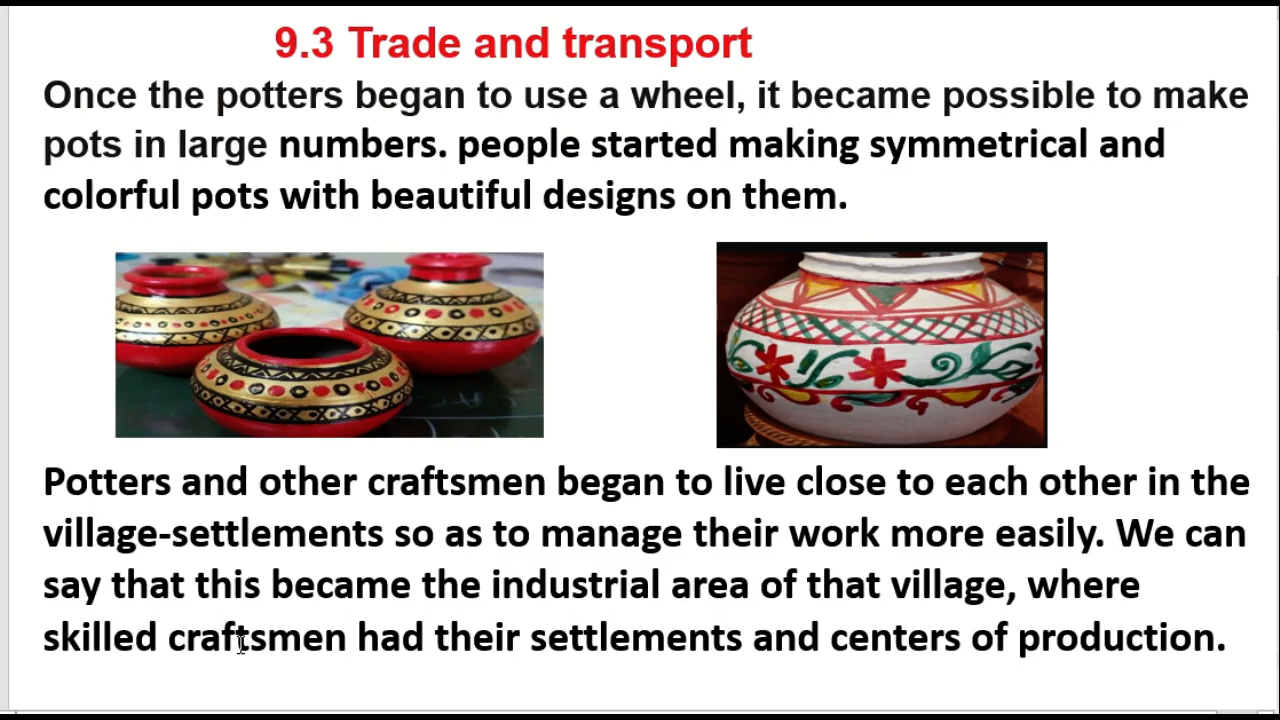 9.3 Trade and transport
Once the potters began to use a wheel, it became possible to make
pots in large numbers. people started making symmetrical and
colorful pots with beautiful designs on them.
Potters and other craftsmen began to live close to each other in the
village-settlements so as to manage their work more easily. We can
say that this became the industrial area of that village, where
skilled craftsmen had their settlements and centers of production.